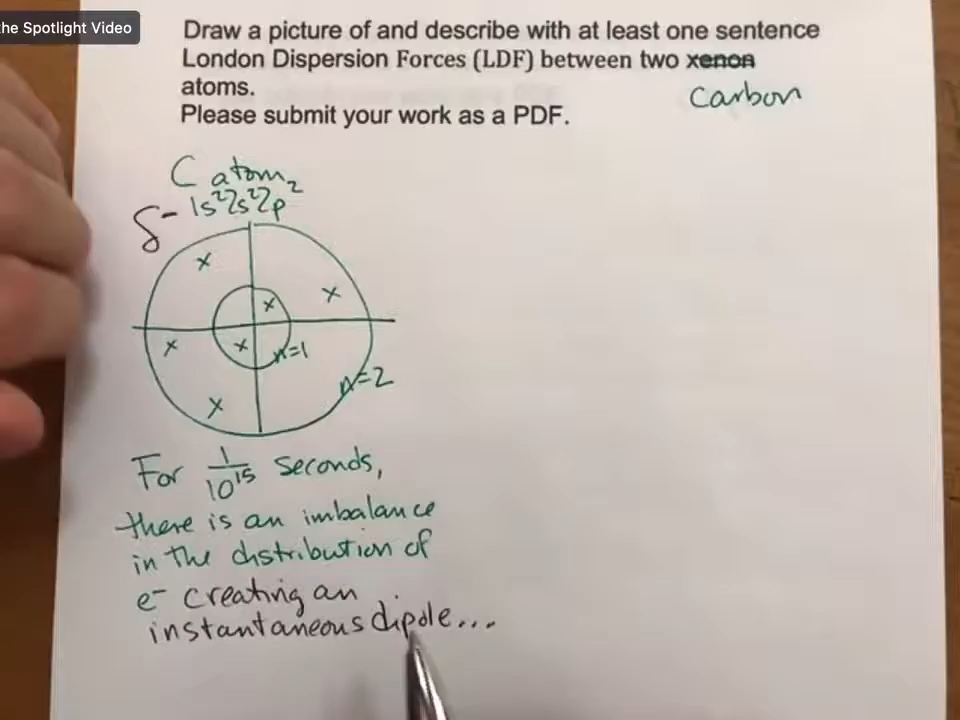 the Spotlight Video
Draw a picture of and describe with at least one sentence
London Dispersion Forces (LDF) between two xenon
atoms.
carbon
Please submit your work as a PDF.
C atom
1s²2s²2p²
δ-
x
x
x
x
x
x
n=1
n=2
For 1/10¹⁵ seconds,
there is an imbalance
in the distribution of
e⁻ creating an
instantaneous dipole...